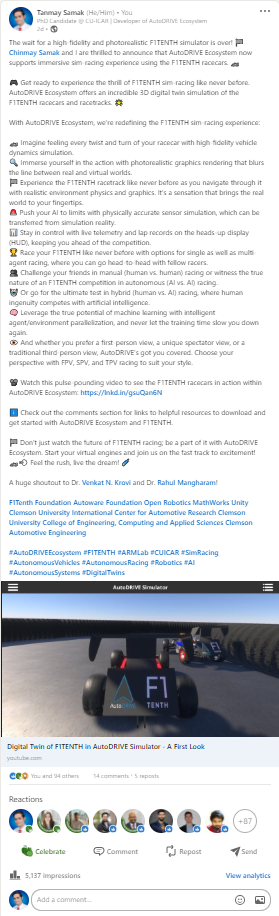 Tanmay Samak (He/Him) • You
PhD Candidate @ CU-ICAR | Developer of AutoDRIVE Ecosystem
2d •
The wait for a high-fidelity and photorealistic F1TENTH simulator is over! 🏁
Chinmay Samak and I are thrilled to announce that AutoDRIVE Ecosystem now
supports immersive sim-racing experience using the F1TENTH racecars. 🏎️
🎮 Get ready to experience the thrill of F1TENTH sim-racing like never before.
AutoDRIVE Ecosystem offers an incredible 3D digital twin simulation of the
F1TENTH racecars and racetracks.
With AutoDRIVE Ecosystem, we're redefining the F1TENTH sim-racing experience:
🏎️ Imagine feeling every twist and turn of your racecar with high-fidelity vehicle
dynamics simulation.
🔍 Immerse yourself in the action with photorealistic graphics rendering that blurs
the line between real and virtual worlds.
🏁 Experience the F1TENTH racetrack like never before as you navigate through it
with realistic environment physics and graphics. It's a sensation that brings the real
world to your fingertips.
🚨 Push your AI to limits with physically accurate sensor simulation, which can be
transferred from simulation reality.
📊 Stay in control with live telemetry and lap records on the heads-up display
(HUD), keeping you ahead of the competition.
🏆 Race your F1TENTH like never before with options for single as well as multi-
agent racing, where you can go head-to-head with fellow racers.
🎮 Challenge your friends in manual (human vs. human) racing or witness the true
nature of an F1TENTH competition in autonomous (AI vs. AI) racing.
Or go for the ultimate test in hybrid (human vs. AI) racing, where human
ingenuity competes with artificial intelligence.
🧠 Leverage the true potential of machine learning with intelligent
agent/environment parallelization, and never let the training time slow you down
again.
👁️ And whether you prefer a first-person view, a unique spectator view, or a
traditional third-person view, AutoDRIVE's got you covered. Choose your
perspective with FPV, SPV, and TPV racing to suit your style.
📽️ Watch this pulse-pounding video to see the F1TENTH racecars in action within
AutoDRIVE Ecosystem: https://lnkd.in/gsuQan6N
Check out the comments section for links to helpful resources to download and
get started with AutoDRIVE Ecosystem and F1TENTH.
🏁 Don't just watch the future of F1TENTH racing; be a part of it with AutoDRIVE
Ecosystem. Start your virtual engines and join us on the fast track to excitement!
🏎️💨 Feel the rush, live the dream!
A huge shoutout to Dr. Venkat N. Krovi and Dr. Rahul Mangharam!
F1Tenth Foundation Autoware Foundation Open Robotics MathWorks Unity
Clemson University International Center for Automotive Research Clemson
University College of Engineering, Computing and Applied Sciences Clemson
Automotive Engineering
#AutoDRIVEEcosystem #F1TENTH #ARMLab #CUICAR #SimRacing
#AutonomousVehicles #AutonomousRacing #Robotics #AI
#AutonomousSystems #DigitalTwins
AutoDRIVE Simulator
F1
TENTH
Digital Twin of F1TENTH in AutoDRIVE Simulator - A First Look
youtube.com
You and 94 others 14 comments • 5 reposts
Reactions
+87
Celebrate Comment Repost Send
5,137 impressions View analytics
Add a comment...